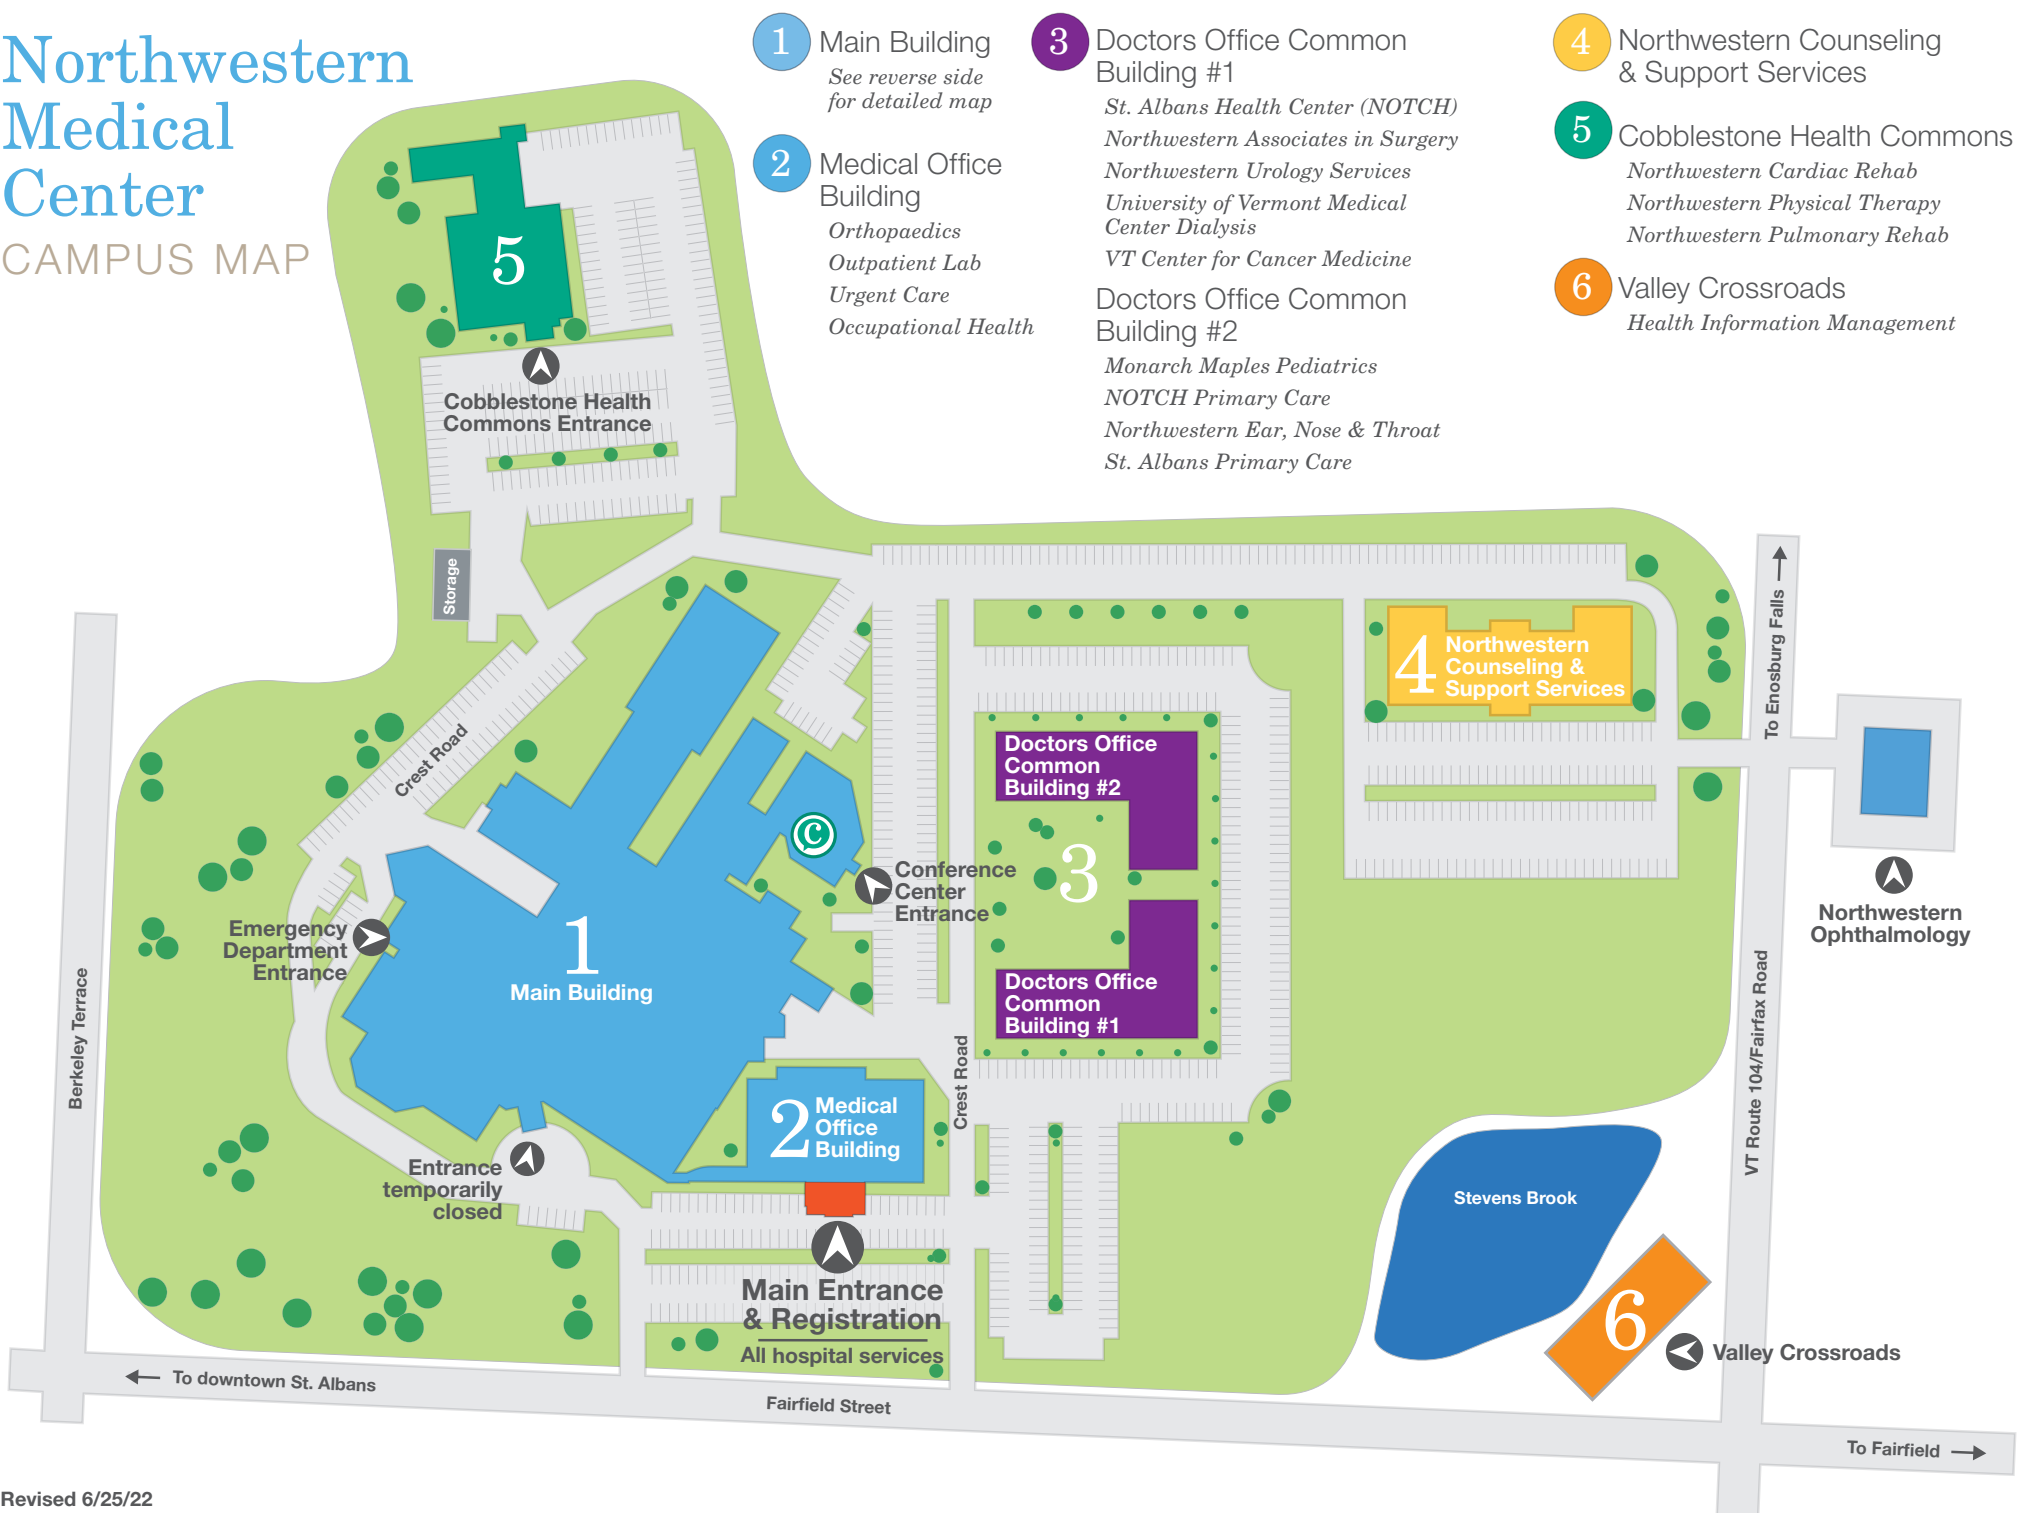 Northwestern
Medical
Center
CAMPUS MAP
1
Main Building
See reverse side
for detailed map
2
Medical Office
Building
Orthopaedics
Outpatient Lab
Urgent Care
Occupational Health
3
Doctors Office Common
Building #1
St. Albans Health Center (NOTCH)
Northwestern Associates in Surgery
Northwestern Urology Services
University of Vermont Medical
Center Dialysis
VT Center for Cancer Medicine
Doctors Office Common
Building #2
Monarch Maples Pediatrics
NOTCH Primary Care
Northwestern Ear, Nose & Throat
St. Albans Primary Care
4
Northwestern Counseling
& Support Services
5
Cobblestone Health Commons
Northwestern Cardiac Rehab
Northwestern Physical Therapy
Northwestern Pulmonary Rehab
6
Valley Crossroads
Health Information Management
5
Cobblestone Health
Commons Entrance
Storage
Crest Road
4
Northwestern
Counseling &
Support Services
To Enosburg Falls
Doctors Office
Common
Building #2
3
Doctors Office
Common
Building #1
C
Conference
Center
Entrance
Northwestern
Ophthalmology
Emergency
Department
Entrance
1
Main Building
Berkeley Terrace
Crest Road
VT Route 104/Fairfax Road
2
Medical
Office
Building
Entrance
temporarily
closed
Stevens Brook
Main Entrance
& Registration
All hospital services
6
Valley Crossroads
To downtown St. Albans
Fairfield Street
To Fairfield
Revised 6/25/22